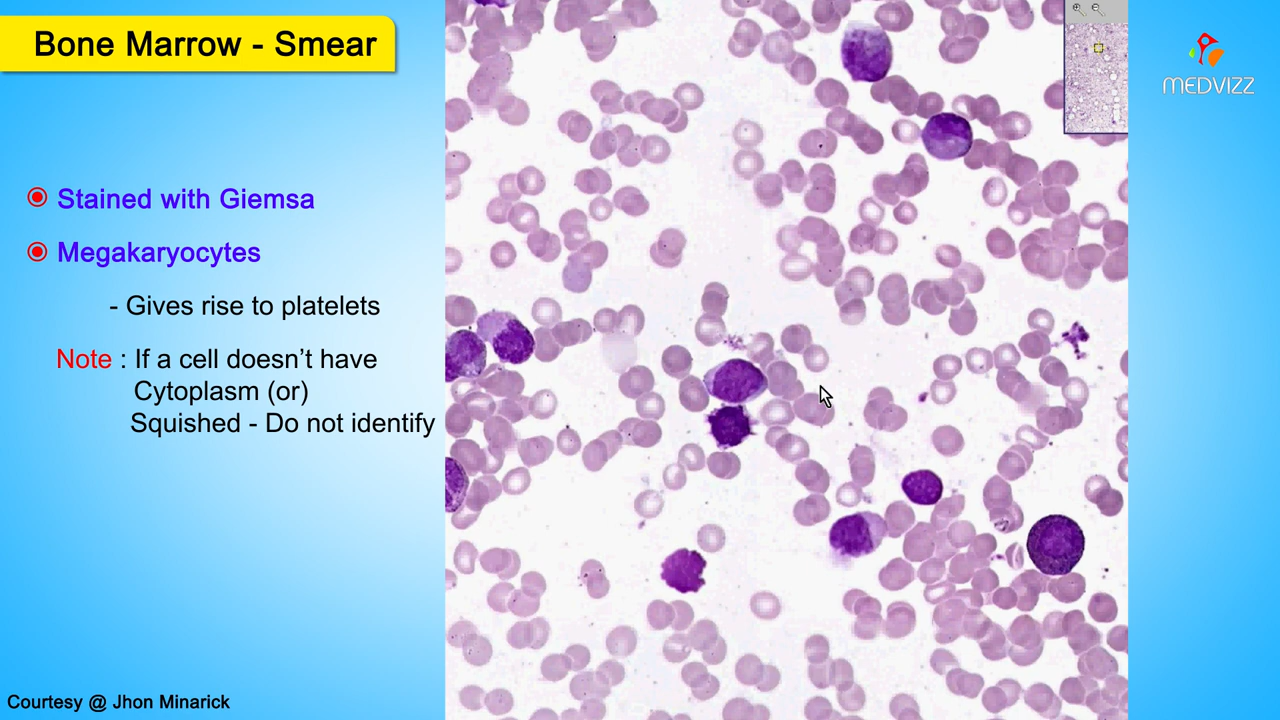 Bone Marrow - Smear
MEDVIZZ
Stained with Giemsa
Megakaryocytes
- Gives rise to platelets
Note : If a cell doesn’t have
Cytoplasm (or)
Squished - Do not identify
Courtesy @ Jhon Minarick